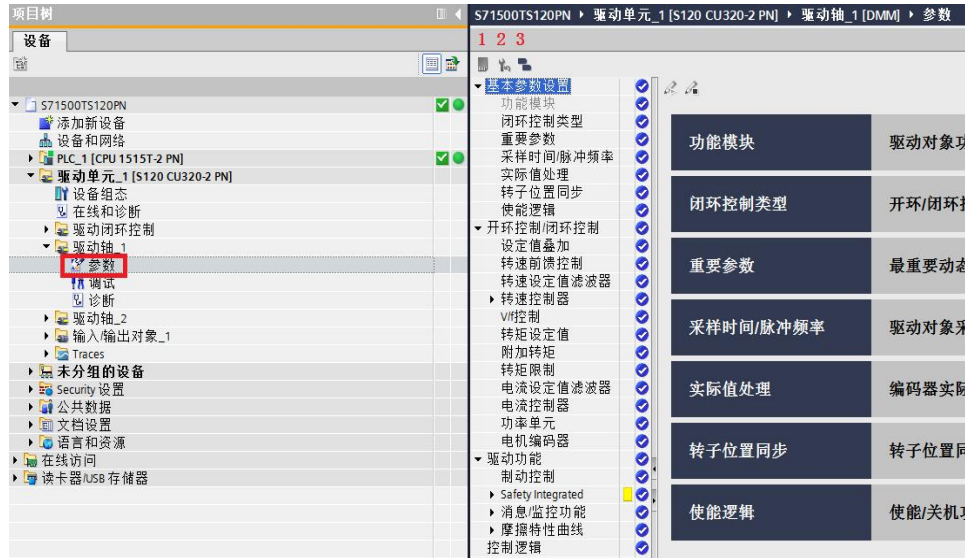 项目树
S71500TS120PN ▸ 驱动单元_1 [S120 CU320-2 PN] ▸ 驱动轴_1 [DMM] ▸ 参数
设备
1 2 3
S71500TS120PN
添加新设备
设备和网络
PLC_1 [CPU 1515T-2 PN]
驱动单元_1 [S120 CU320-2 PN]
设备组态
在线和诊断
驱动闭环控制
驱动轴_1
参数
调试
诊断
驱动轴_2
输入/输出对象_1
Traces
未分组的设备
Security 设置
公共数据
文档设置
语言和资源
在线访问
读卡器/USB 存储器
基本参数设置
功能模块
闭环控制类型
重要参数
采样时间/脉冲频率
实际值处理
转子位置同步
使能逻辑
开环控制/闭环控制
设定值叠加
转速前馈控制
转速设定值滤波器
转速控制器
V/f控制
转矩设定值
附加转矩
转矩限制
电流设定值滤波器
电流控制器
功率单元
电机编码器
驱动功能
制动控制
Safety Integrated
消息/监控功能
摩擦特性曲线
控制逻辑
功能模块 驱动对象功
闭环控制类型 开环/闭环
重要参数 最重要动态
采样时间/脉冲频率 驱动对象采
实际值处理 编码器实际
转子位置同步 转子位置同
使能逻辑 使能/关机